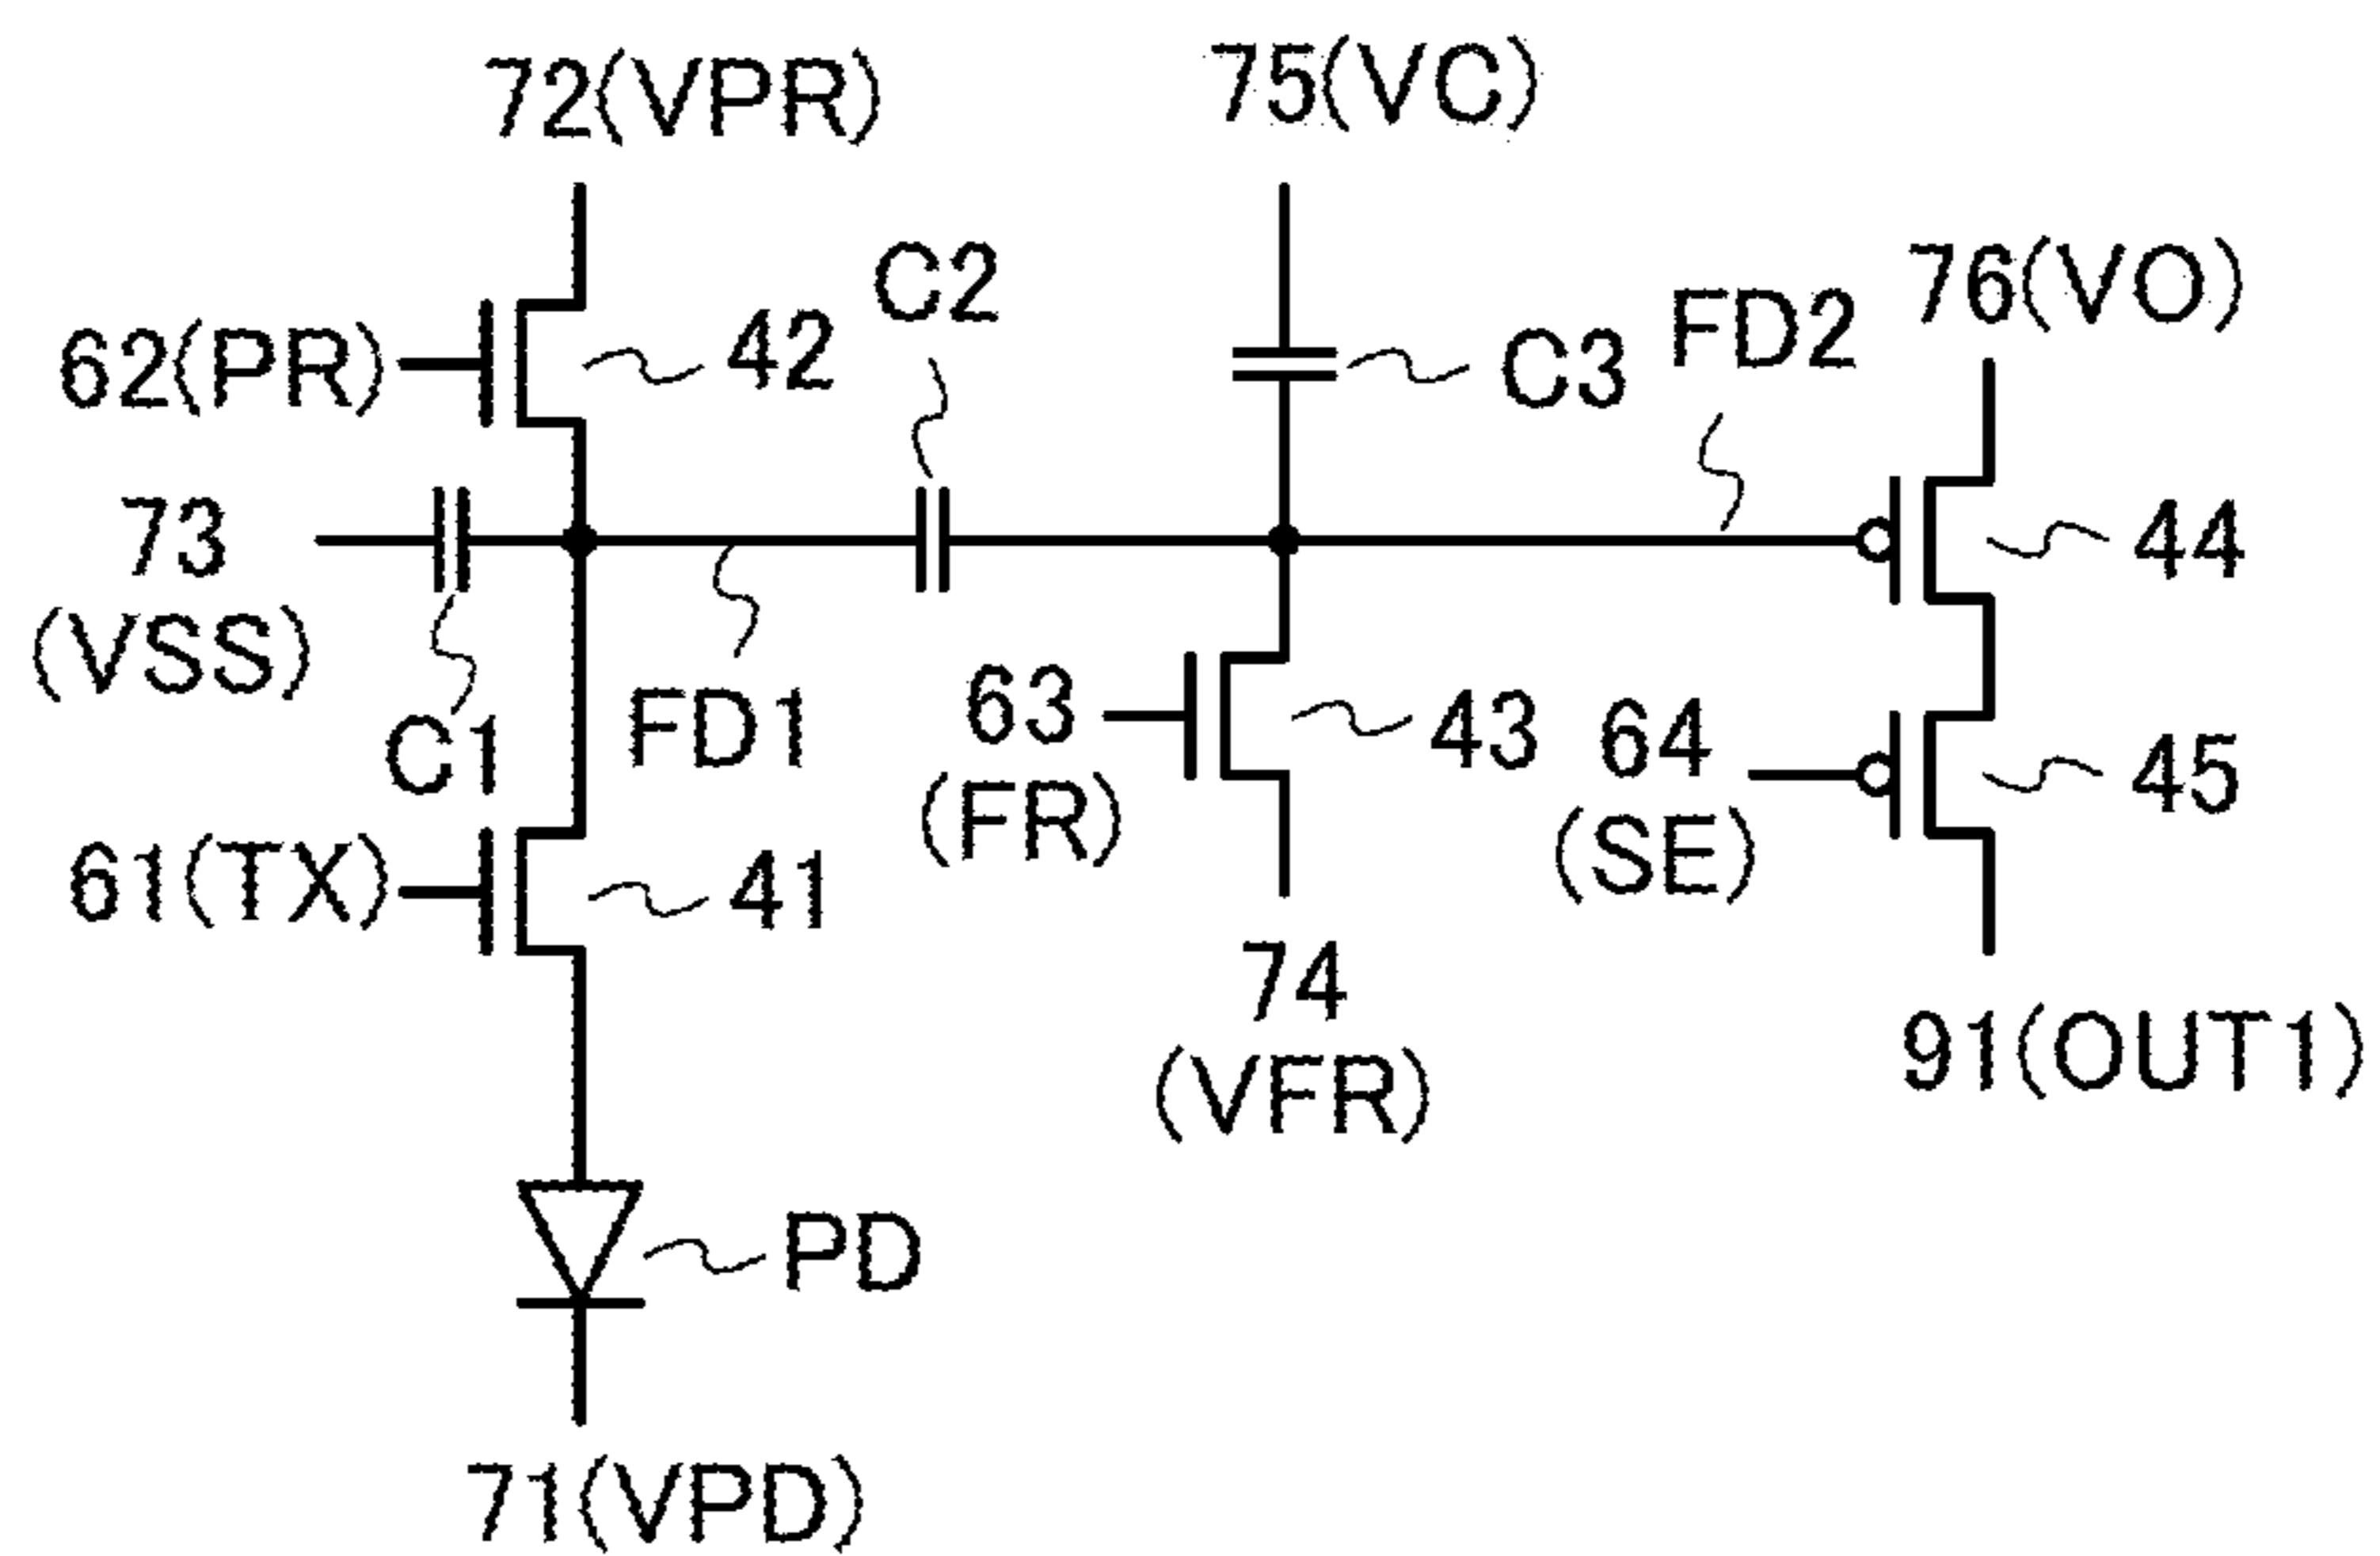 72(VPR)
75(VC)
C2
76(VO)
62(PR)
42
C3
FD2
73
(VSS)
44
C1
FD1
63
(FR)
43
64
(SE)
45
61(TX)
41
74
(VFR)
91(OUT1)
PD
71(VPD)